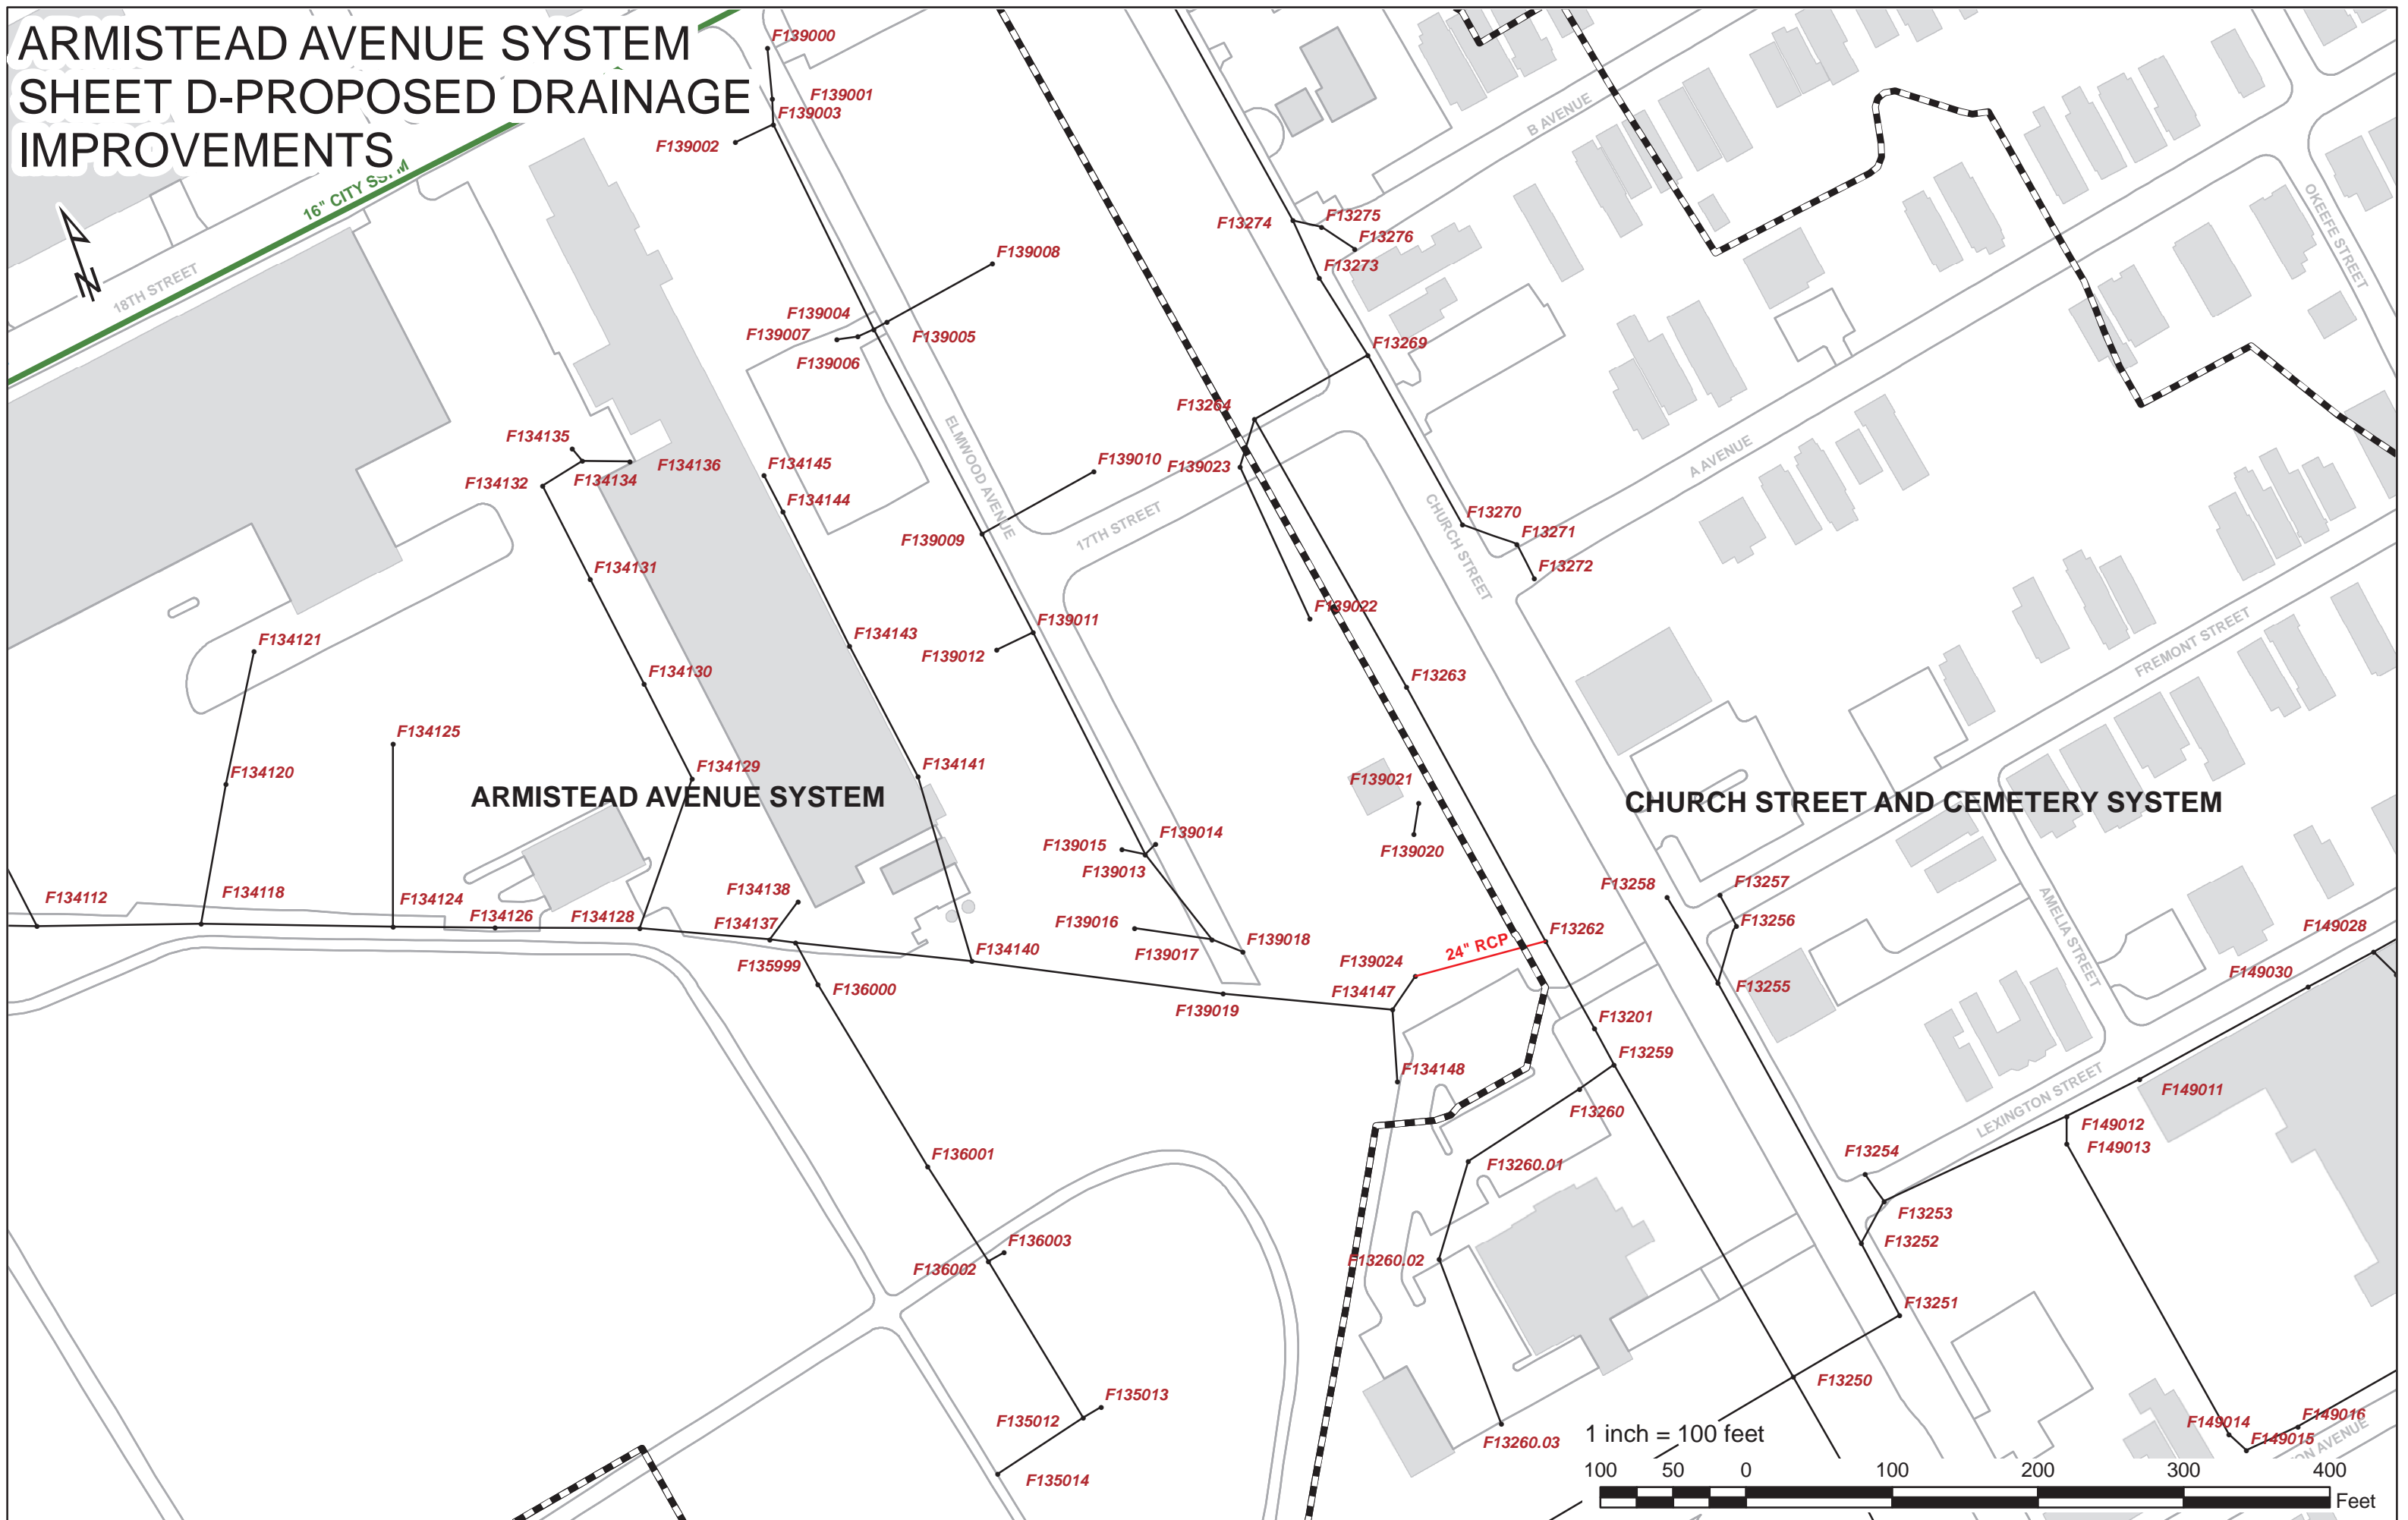 ARMISTEAD AVENUE SYSTEM
SHEET D-PROPOSED DRAINAGE
IMPROVEMENTS
F139000
F139001
F139003
F139002
16" CITY
18TH STREET
N
B AVENUE
OKEEFE STREET
F13274
F13275
F13276
F13273
F139008
F139004
F139007
F139005
F139006
F13269
F13264
ELMWOOD AVENUE
F134135
F134136
F134132
F134134
F134145
F134144
F139010
F139023
A AVENUE
F139009
17TH STREET
CHURCH STREET
F13270
F13271
F13272
F134131
F139022
F134121
F134143
F139011
F139012
FREMONT STREET
F134130
F13263
F134125
F134120
F134129
F134141
F139021
ARMISTEAD AVENUE SYSTEM
CHURCH STREET AND CEMETERY SYSTEM
F139014
F139015
F139013
F139020
F13258
F13257
F134112
F134118
F134124
F134126
F134128
F134138
F134137
F139016
F139017
F139018
24" RCP
F13262
F13256
AMELIA STREET
F149028
F135999
F134140
F139024
F149030
F136000
F139019
F134147
F13255
F13201
F13259
F134148
F13260
LEXINGTON STREET
F149011
F149012
F149013
F13254
F136001
F13260.01
F13253
F13252
F136003
F136002
F13260.02
F13251
F13250
F135013
F135012
F13260.03
F149014
F149016
F149015
F135014
1 inch = 100 feet
100 50 0 100 200 300 400
Feet